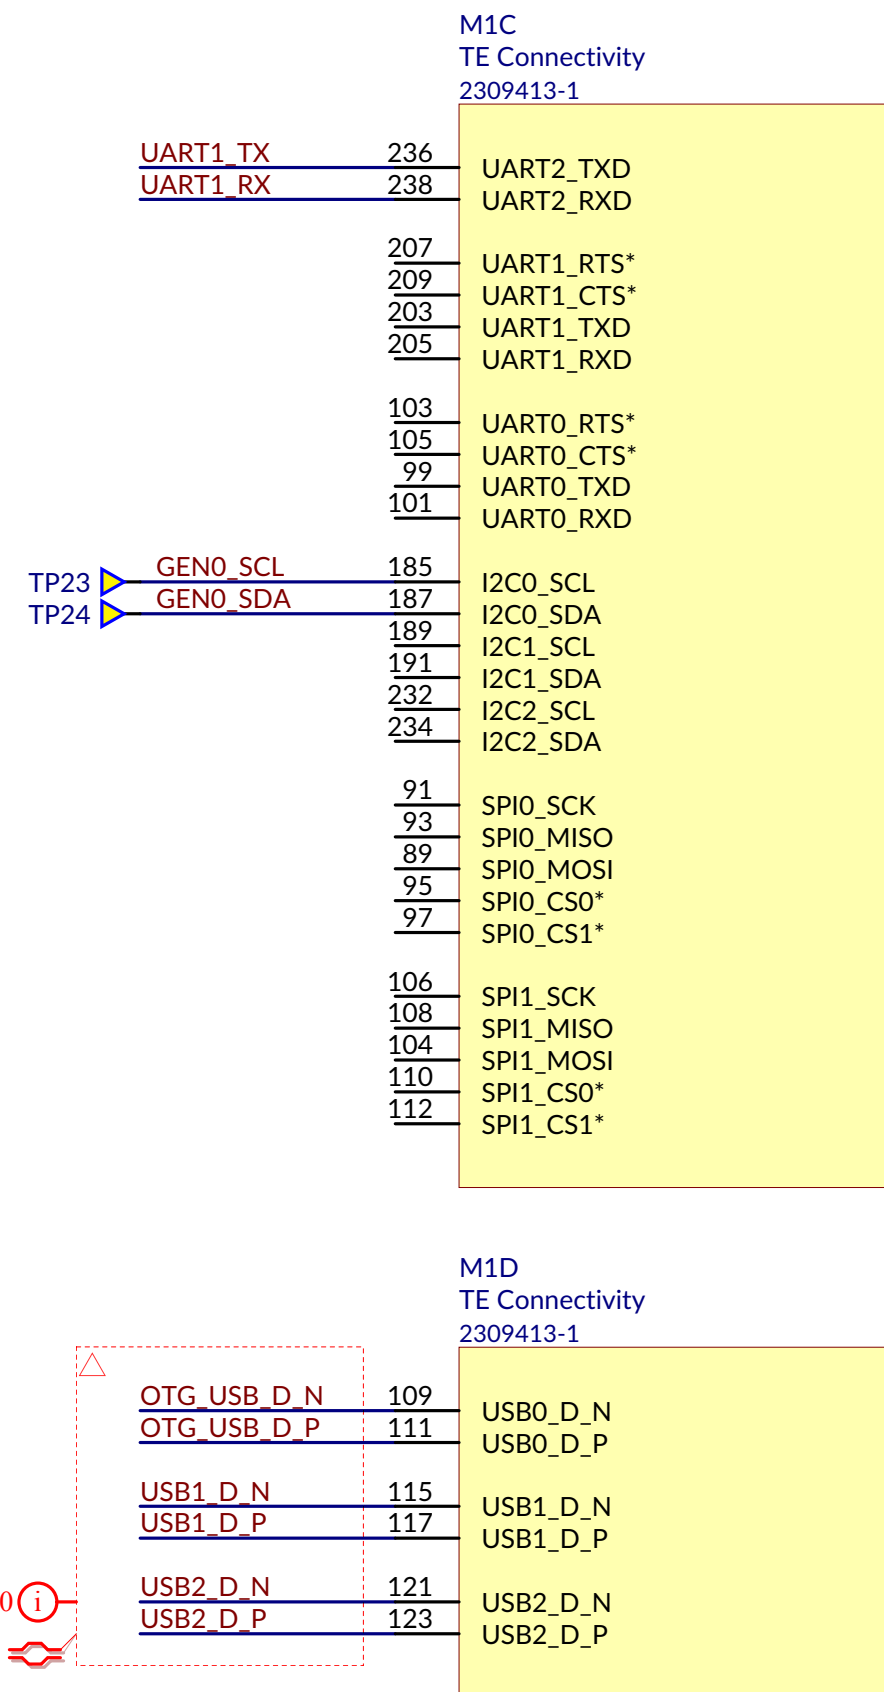 M1C
TE Connectivity
2309413-1
UART1_TX 236 UART2_TXD
UART1_RX 238 UART2_RXD
207 UART1_RTS*
209 UART1_CTS*
203 UART1_TXD
205 UART1_RXD
103 UART0_RTS*
105 UART0_CTS*
99 UART0_TXD
101 UART0_RXD
TP23 GEN0_SCL 185 I2C0_SCL
TP24 GEN0_SDA 187 I2C0_SDA
189 I2C1_SCL
191 I2C1_SDA
232 I2C2_SCL
234 I2C2_SDA
91 SPI0_SCK
93 SPI0_MISO
89 SPI0_MOSI
95 SPI0_CS0*
97 SPI0_CS1*
106 SPI1_SCK
108 SPI1_MISO
104 SPI1_MOSI
110 SPI1_CS0*
112 SPI1_CS1*
M1D
TE Connectivity
2309413-1
OTG_USB_D_N 109 USB0_D_N
OTG_USB_D_P 111 USB0_D_P
USB1_D_N 115 USB1_D_N
USB1_D_P 117 USB1_D_P
USB2_D_N 121 USB2_D_N
0 i
USB2_D_P 123 USB2_D_P